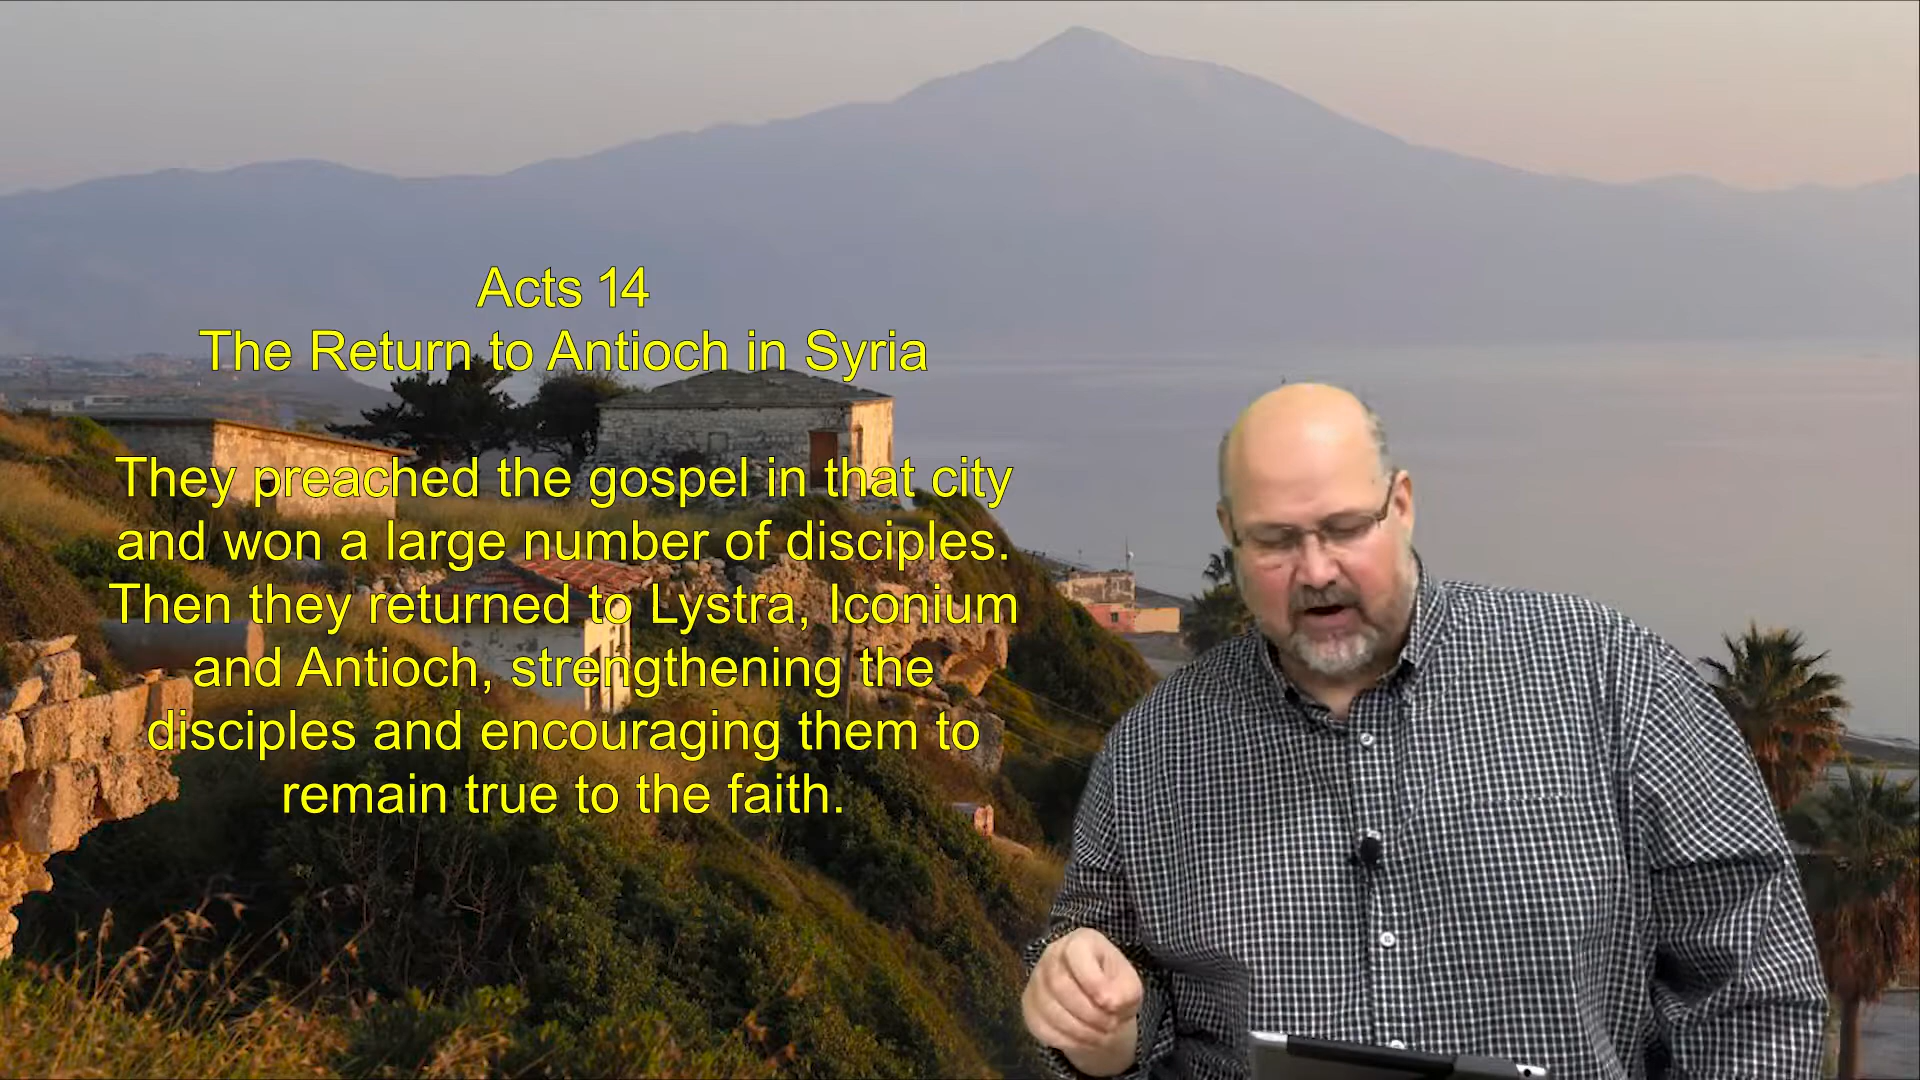 Acts 14
The Return to Antioch in Syria
They preached the gospel in that city
and won a large number of disciples.
Then they returned to Lystra, Iconium
and Antioch, strengthening the
disciples and encouraging them to
remain true to the faith.